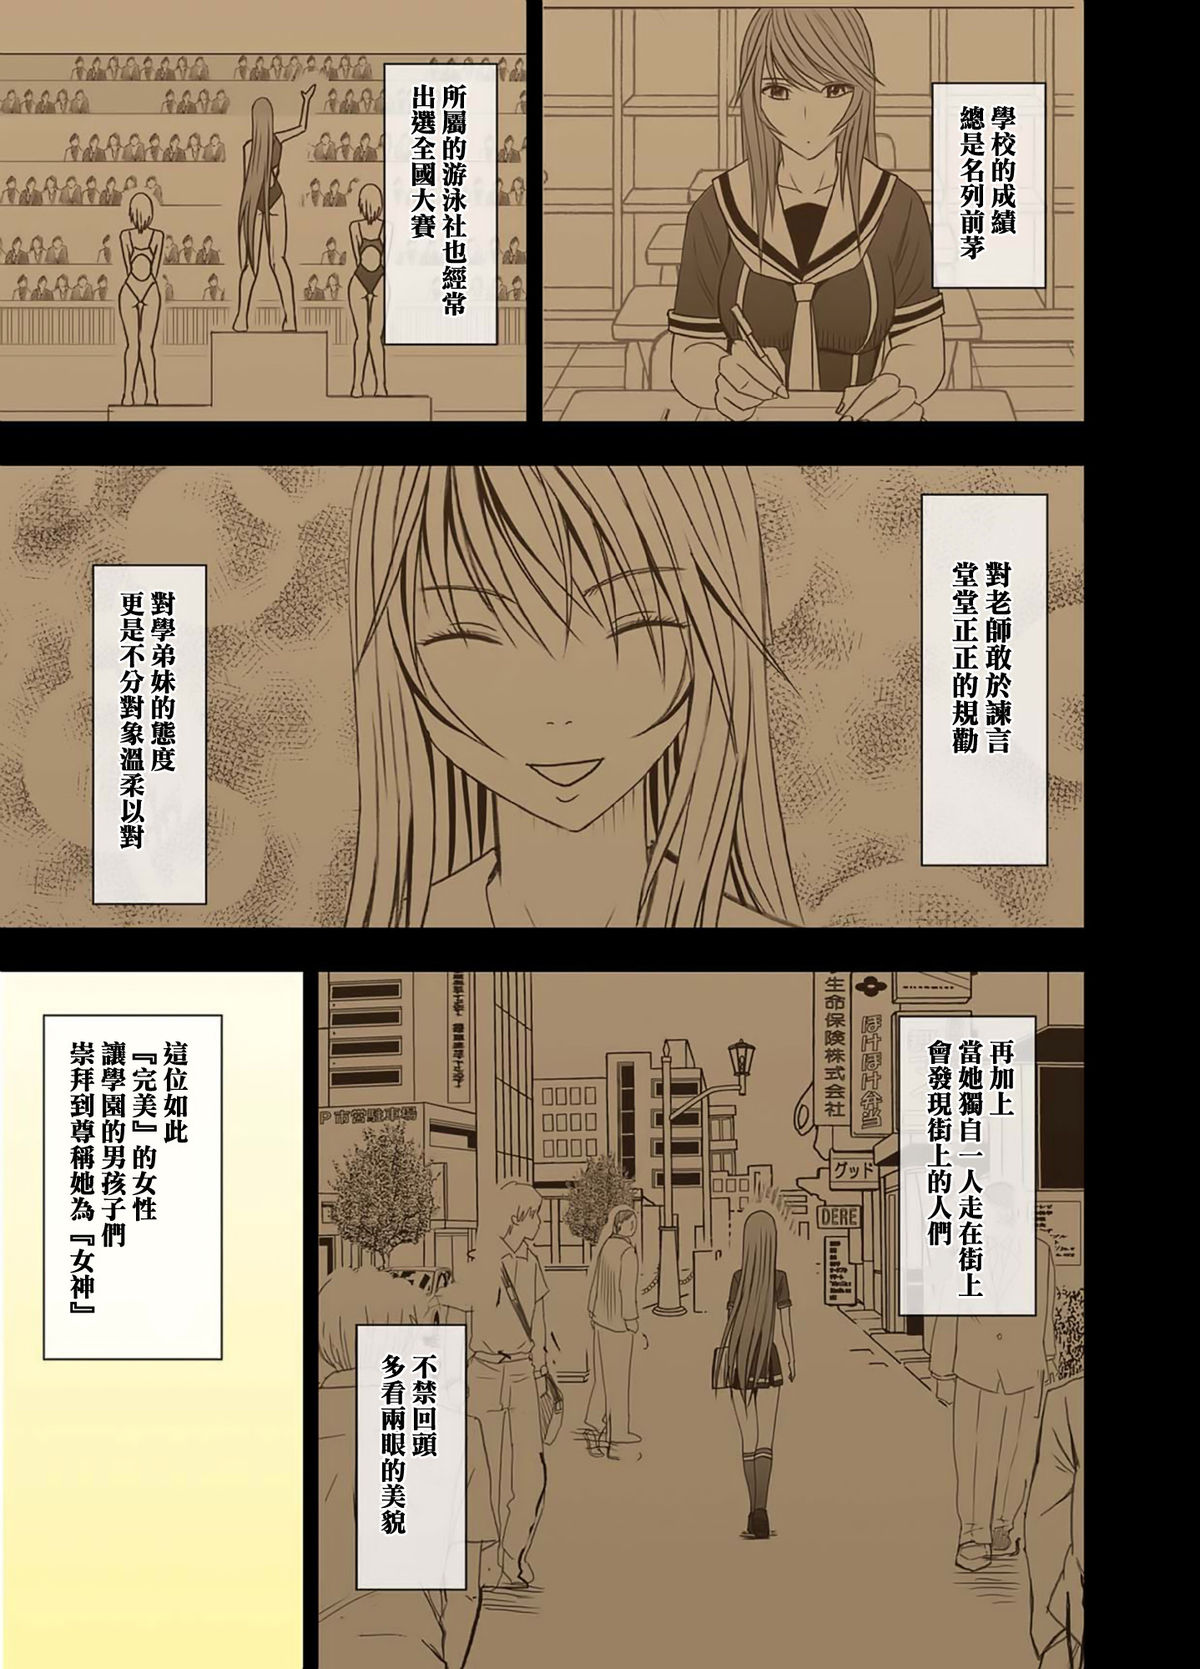 學校的成績
總是名列前茅
所屬的游泳社也經常
出選全國大賽
對老師敢於諫言
堂堂正正的規勸
對學弟妹的態度
更是不分對象溫柔以對
再加上
當她獨自一人走在街上
會發現街上的人們
不禁回頭
多看兩眼的美貌
這位如此
『完美』的女性
讓學園的男孩子們
崇拜到尊稱她為『女神』
生命保険株式会社
ほけほけ弁当
グッド
DERE
P市営駐車場